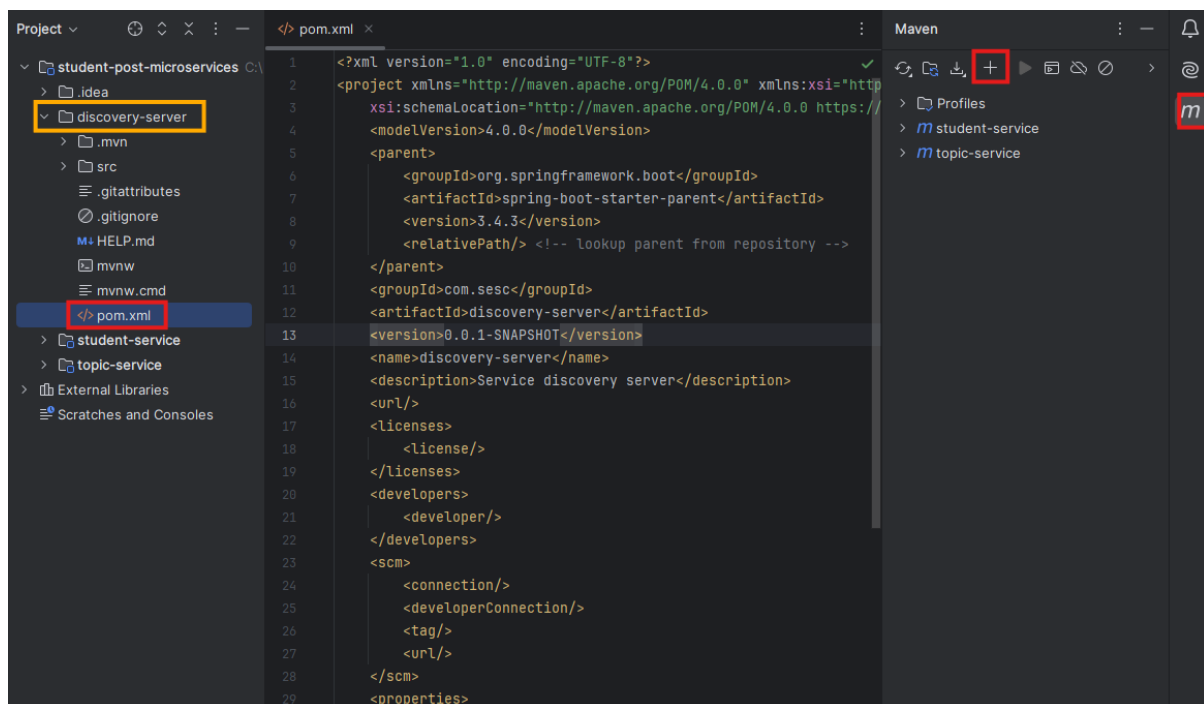 Project
student-post-microservices C:\
.idea
discovery-server
.mvn
src
.gitattributes
.gitignore
M↓ HELP.md
mvnw
mvnw.cmd
</> pom.xml
student-service
topic-service
External Libraries
Scratches and Consoles
</> pom.xml
1 <?xml version="1.0" encoding="UTF-8"?>
2 <project xmlns="http://maven.apache.org/POM/4.0.0" xmlns:xsi="http
3 xsi:schemaLocation="http://maven.apache.org/POM/4.0.0 https://
4 <modelVersion>4.0.0</modelVersion>
5 <parent>
6 <groupId>org.springframework.boot</groupId>
7 <artifactId>spring-boot-starter-parent</artifactId>
8 <version>3.4.3</version>
9 <relativePath/> <!-- lookup parent from repository -->
10 </parent>
11 <groupId>com.sesc</groupId>
12 <artifactId>discovery-server</artifactId>
13 <version>0.0.1-SNAPSHOT</version>
14 <name>discovery-server</name>
15 <description>Service discovery server</description>
16 <url/>
17 <licenses>
18 <license/>
19 </licenses>
20 <developers>
21 <developer/>
22 </developers>
23 <scm>
24 <connection/>
25 <developerConnection/>
26 <tag/>
27 <url/>
28 </scm>
29 <properties>
Maven
Profiles
m student-service
m topic-service
m